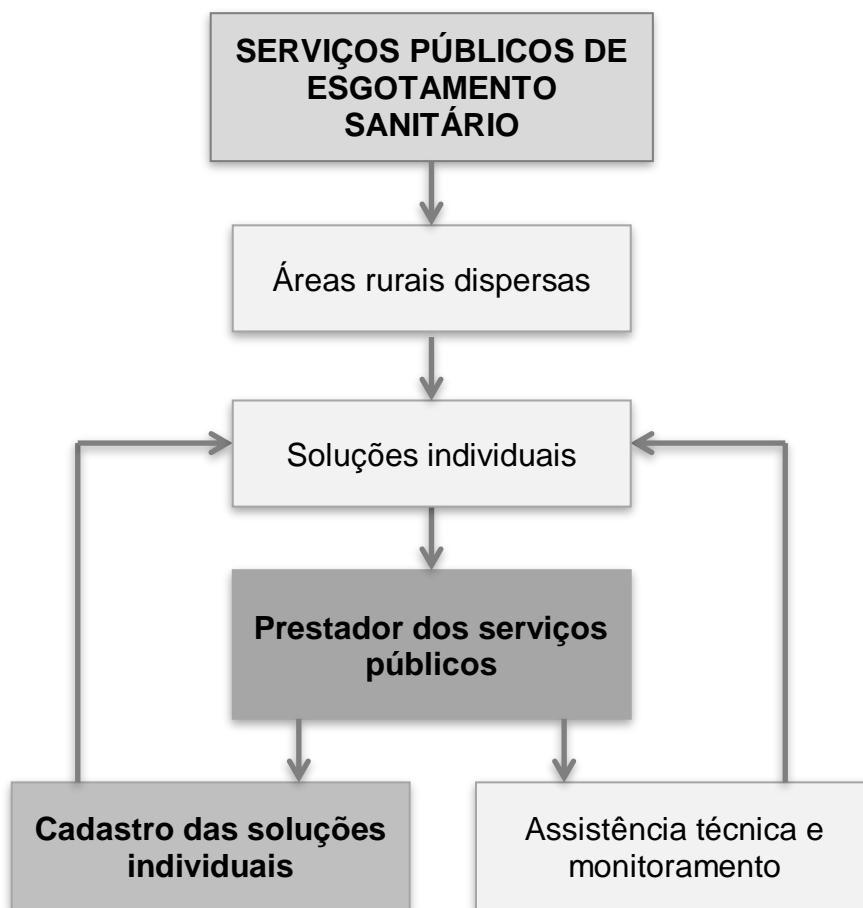 SERVIÇOS PÚBLICOS DE
ESGOTAMENTO
SANITÁRIO
Áreas rurais dispersas
Soluções individuais
Prestador dos serviços
públicos
Cadastro das soluções
individuais
Assistência técnica e
monitoramento